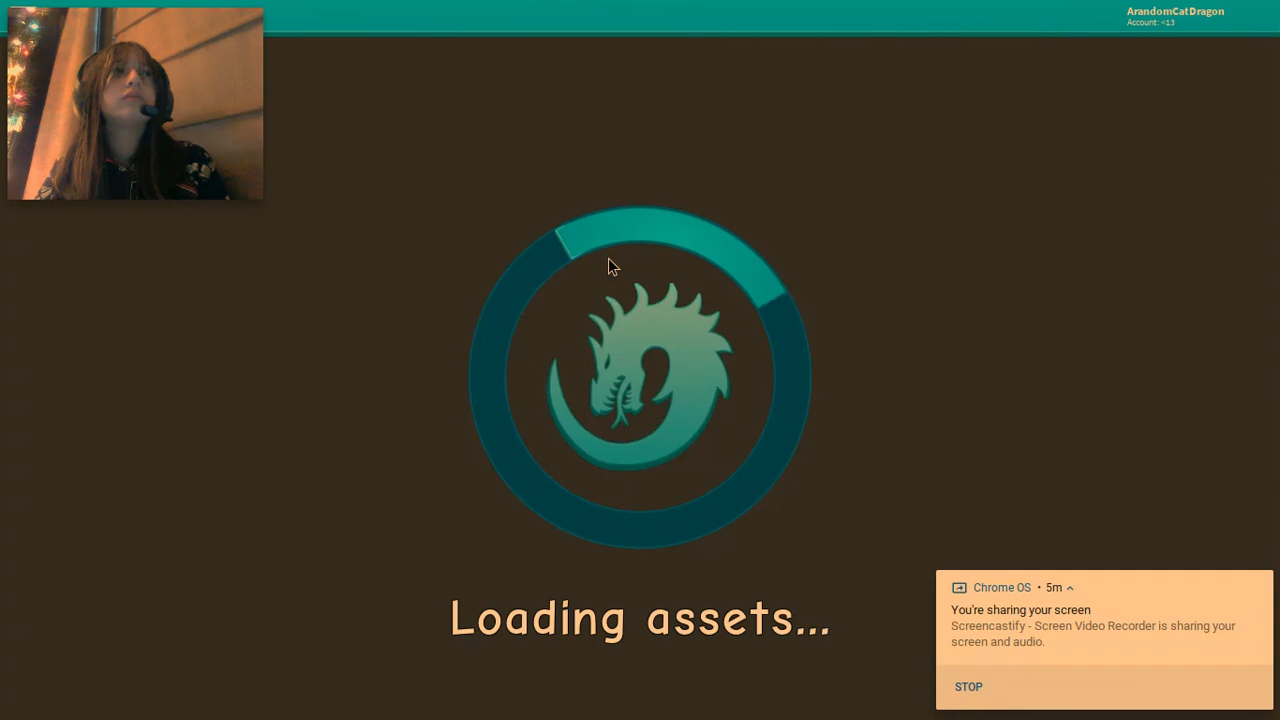 ArandomCatDragon
Account: <13
Loading assets...
Chrome OS • 5m
You're sharing your screen
Screencastify - Screen Video Recorder is sharing your
screen and audio.
STOP